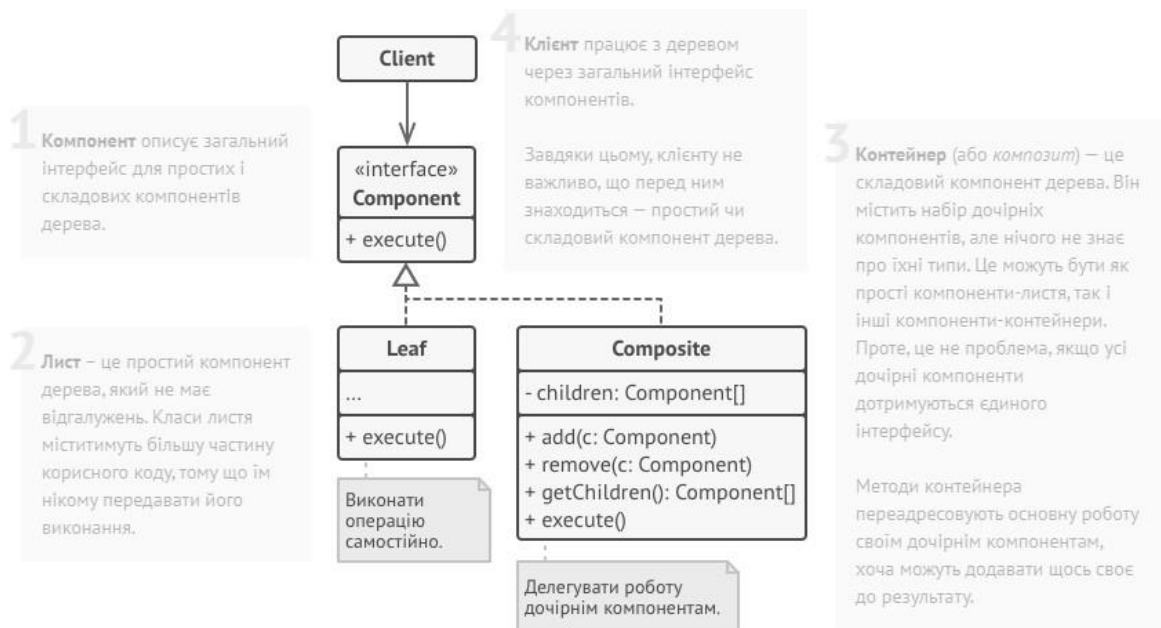 1
Компонент описує загальний
інтерфейс для простих і
складових компонентів
дерева.
2
Лист – це простий компонент
дерева, який не має
відгалужень. Класи листя
міститимуть більшу частину
корисного коду, тому що їм
нікому передавати його
виконання.
Client
«interface»
Component
+ execute()
Leaf
...
+ execute()
Виконати
операцію
самостійно.
Composite
- children: Component[]
+ add(c: Component)
+ remove(c: Component)
+ getChildren(): Component[]
+ execute()
Делегувати роботу
дочірнім компонентам.
4
Клієнт працює з деревом
через загальний інтерфейс
компонентів.
Завдяки цьому, клієнту не
важливо, що перед ним
знаходиться — простий чи
складовий компонент дерева.
3
Контейнер (або композит) — це
складовий компонент дерева. Він
містить набір дочірніх
компонентів, але нічого не знає
про їхні типи. Це можуть бути як
прості компоненти-листя, так і
інші компоненти-контейнери.
Проте, це не проблема, якщо усі
дочірні компоненти
дотримуються єдиного
інтерфейсу.
Методи контейнера
переадресовують основну роботу
своїм дочірнім компонентам,
хоча можуть додавати щось своє
до результату.